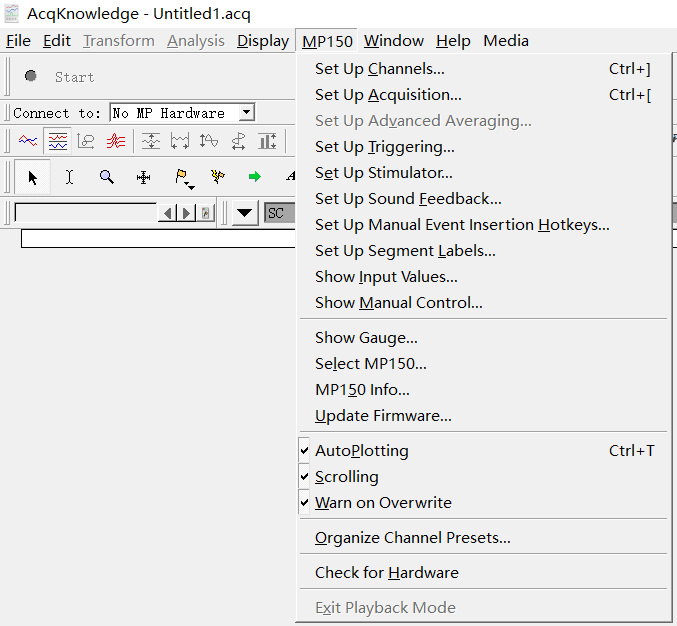 AcqKnowledge - Untitled1.acq
File Edit Transform Analysis Display MP150 Window Help Media
Start
Connect to: No MP Hardware
SC
Set Up Channels... Ctrl+]
Set Up Acquisition... Ctrl+[
Set Up Advanced Averaging...
Set Up Triggering...
Set Up Stimulator...
Set Up Sound Feedback...
Set Up Manual Event Insertion Hotkeys...
Set Up Segment Labels...
Show Input Values...
Show Manual Control...
Show Gauge...
Select MP150...
MP150 Info...
Update Firmware...
AutoPlotting Ctrl+T
Scrolling
Warn on Overwrite
Organize Channel Presets...
Check for Hardware
Exit Playback Mode